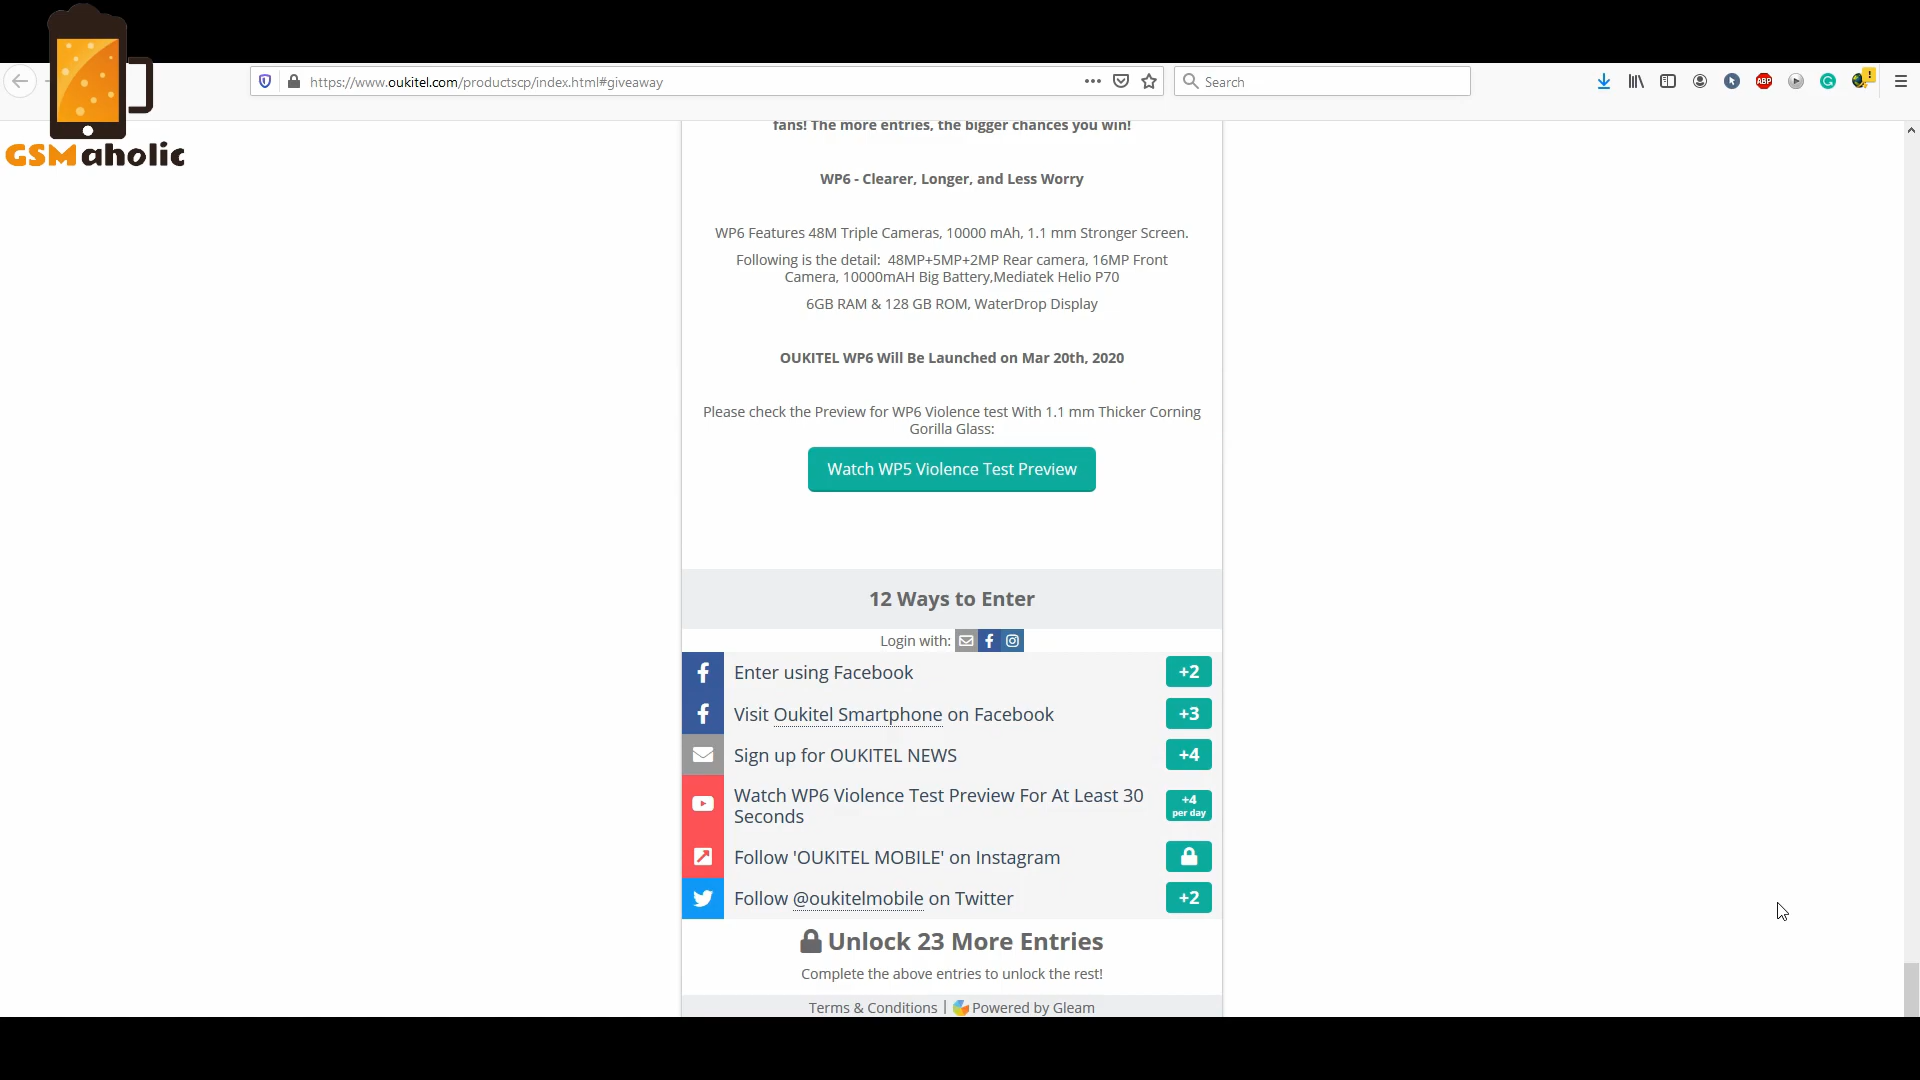 GSMaholic
https://www.oukitel.com/productscp/index.html#giveaway
Search
ABP
fans! The more entries, the bigger chances you win!
WP6 - Clearer, Longer, and Less Worry
WP6 Features 48M Triple Cameras, 10000 mAh, 1.1 mm Stronger Screen.
Following is the detail:  48MP+5MP+2MP Rear camera, 16MP Front
Camera, 10000mAH Big Battery,Mediatek Helio P70
6GB RAM & 128 GB ROM, WaterDrop Display
OUKITEL WP6 Will Be Launched on Mar 20th, 2020
Please check the Preview for WP6 Violence test With 1.1 mm Thicker Corning
Gorilla Glass:
Watch WP5 Violence Test Preview
12 Ways to Enter
Login with:
Enter using Facebook +2
Visit Oukitel Smartphone on Facebook +3
Sign up for OUKITEL NEWS +4
Watch WP6 Violence Test Preview For At Least 30
Seconds
+4
per day
Follow 'OUKITEL MOBILE' on Instagram
Follow @oukitelmobile on Twitter +2
Unlock 23 More Entries
Complete the above entries to unlock the rest!
Terms & Conditions | Powered by Gleam